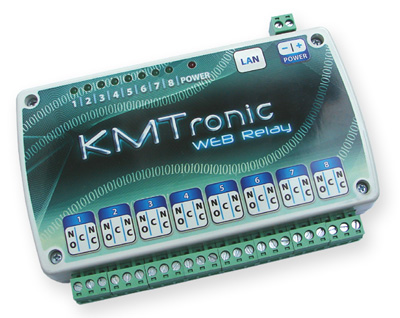 LAN
− | +
POWER
1 | 2 | 3 | 4 | 5 | 6 | 7 | 8 | POWER
KMTronic
WEB Relay
1 2 3 4 5 6 7 8
NO C NC NO C NC NO C NC NO C NC NO C NC NO C NC NO C NC NO C NC